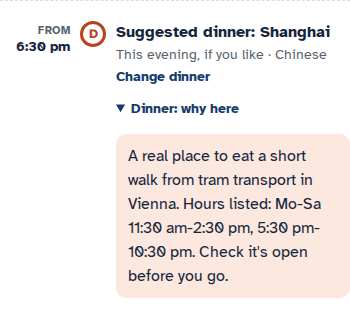 FROM
6:30 pm
D
Suggested dinner: Shanghai
This evening, if you like · Chinese
Change dinner
▼ Dinner: why here
A real place to eat a short
walk from tram transport in
Vienna. Hours listed: Mo-Sa
11:30 am-2:30 pm, 5:30 pm-
10:30 pm. Check it's open
before you go.